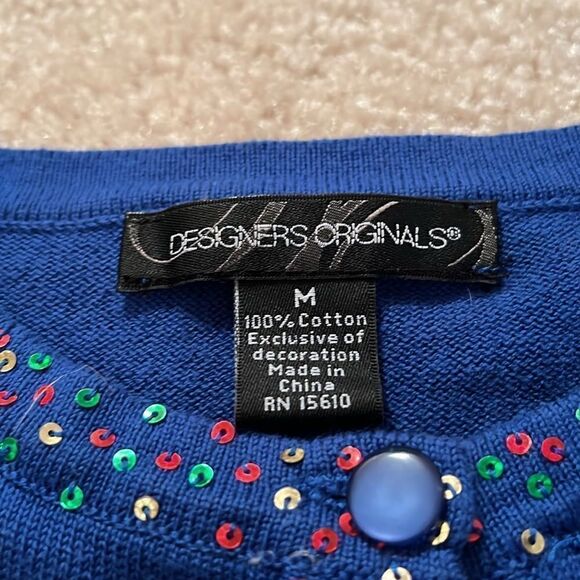 DESIGNERS ORIGINALS®
M
100% Cotton
Exclusive of
decoration
Made in
China
RN 15610